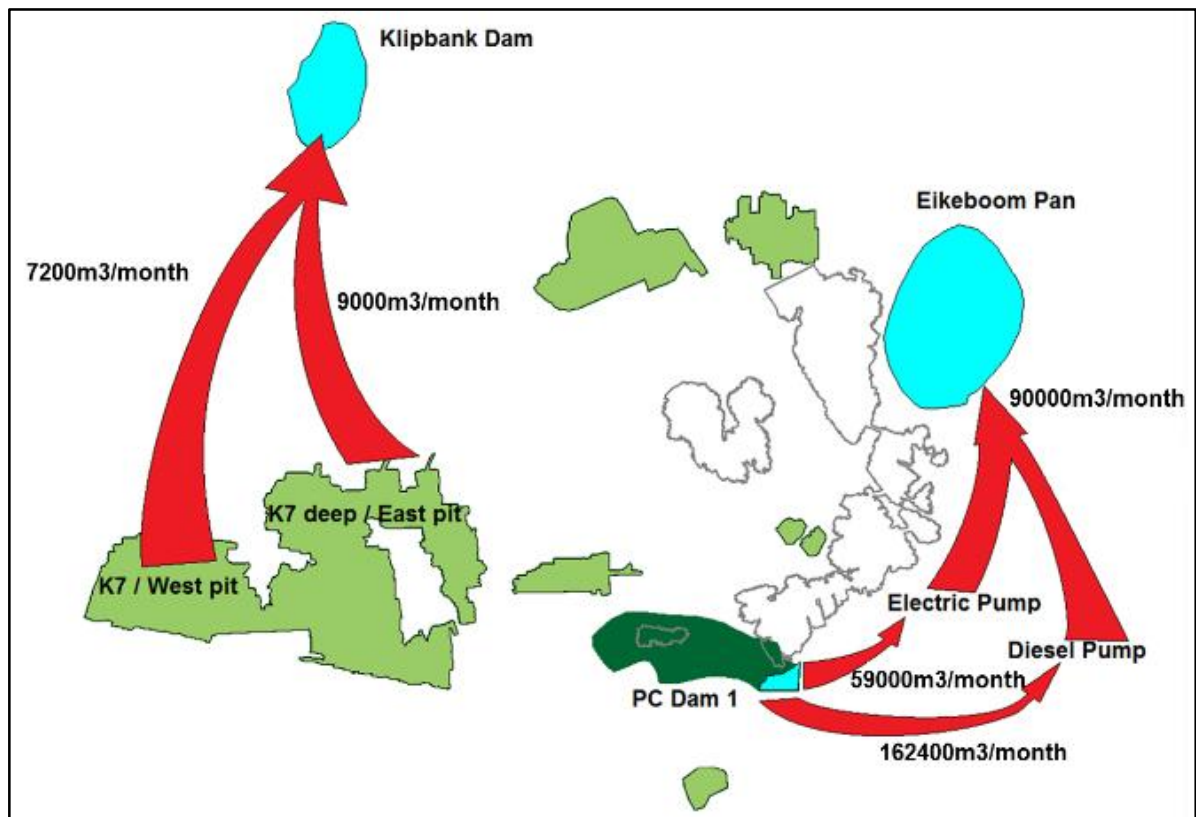 Klipbank Dam
Eikeboom Pan
7200m3/month
9000m3/month
90000m3/month
K7 deep / East pit
K7 / West pit
Electric Pump
Diesel Pump
59000m3/month
PC Dam 1
162400m3/month